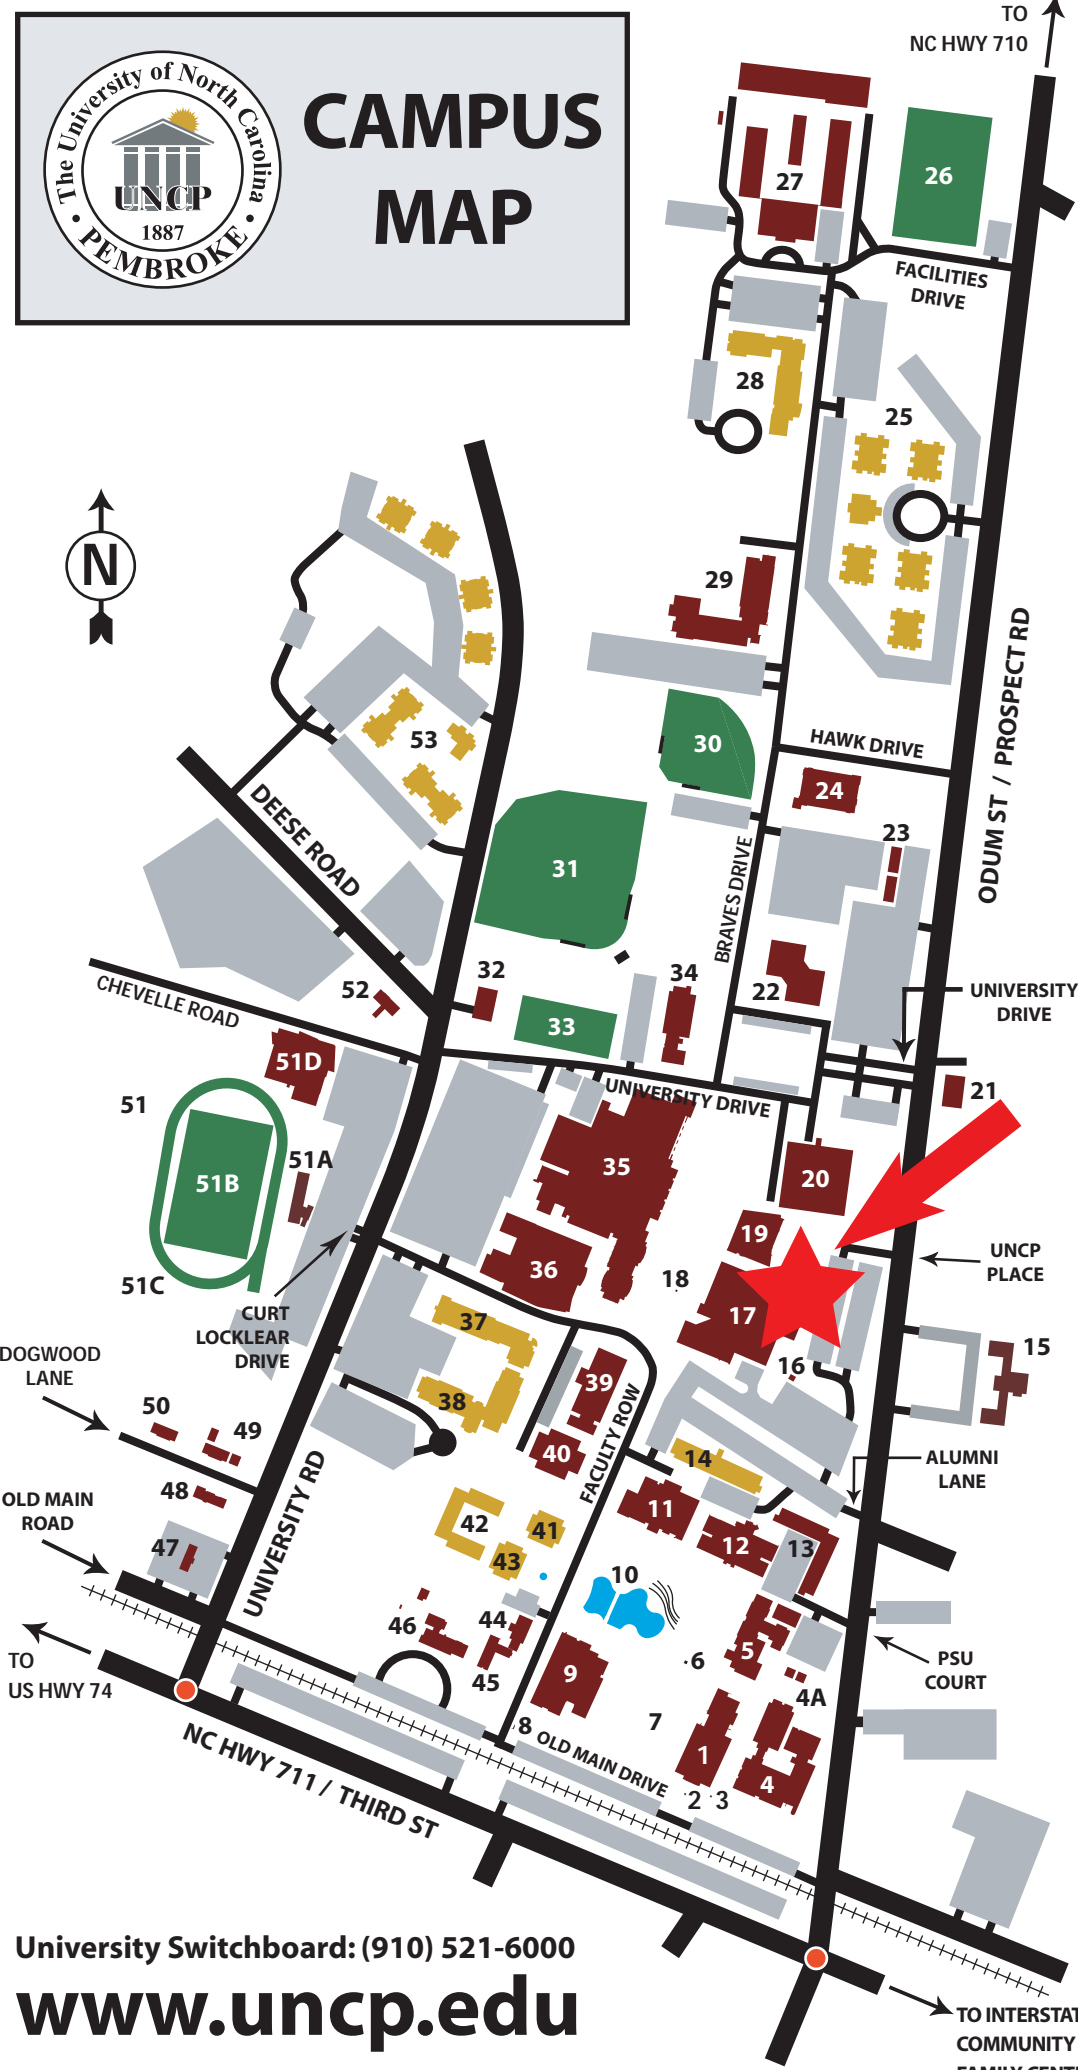 The University of North Carolina
UNCP
1887
• PEMBROKE •
CAMPUS
MAP
TO
NC HWY 710
26
27
FACILITIES
DRIVE
28
25
N
29
ODUM ST / PROSPECT RD
30
HAWK DRIVE
53
24
DEESE ROAD
23
31
BRAVES DRIVE
32
34
52
22
UNIVERSITY
DRIVE
CHEVELLE ROAD
33
51D
UNIVERSITY DRIVE
21
51
51A
35
51B
20
19
UNCP
PLACE
36
18
51C
17
CURT
LOCKLEAR
DRIVE
37
DOGWOOD
LANE
16
15
39
38
50
49
40
FACULTY ROW
14
ALUMNI
LANE
48
OLD MAIN
ROAD
UNIVERSITY RD
11
42
41
12
13
47
43
10
46
44
5
6
PSU
COURT
TO
US HWY 74
45
9
4A
8
OLD MAIN DRIVE
7
1
4
2
3
NC HWY 711 / THIRD ST
University Switchboard: (910) 521-6000
www.uncp.edu
TO INTERSTAT
COMMUNITY